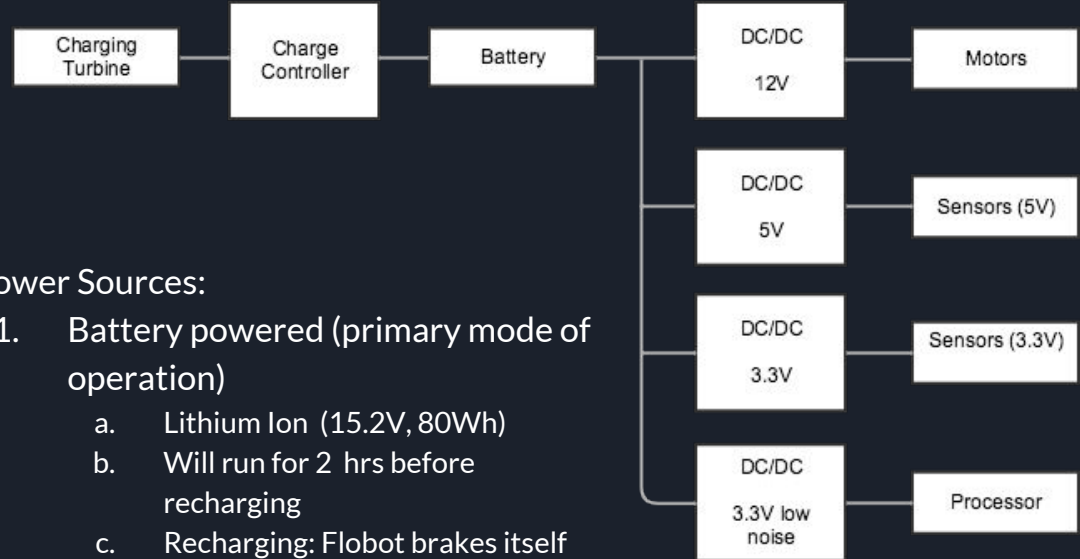 Charging
Turbine
Charge
Controller
Battery
DC/DC
12V
Motors
DC/DC
5V
Sensors (5V)
DC/DC
3.3V
Sensors (3.3V)
DC/DC
3.3V low
noise
Processor
ower Sources:
1. Battery powered (primary mode of
operation)
a. Lithium Ion (15.2V, 80Wh)
b. Will run for 2 hrs before
recharging
c. Recharging: Flobot brakes itself